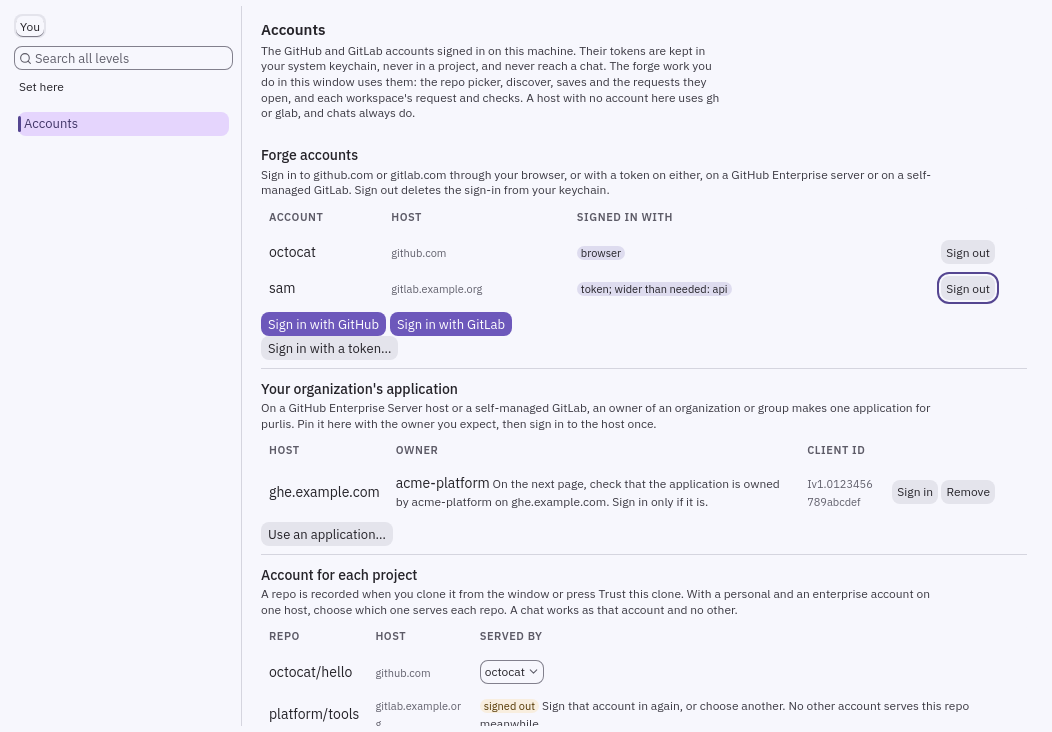 You
Search all levels
Set here
Accounts
Accounts
The GitHub and GitLab accounts signed in on this machine. Their tokens are kept in
your system keychain, never in a project, and never reach a chat. The forge work you
do in this window uses them: the repo picker, discover, saves and the requests they
open, and each workspace's request and checks. A host with no account here uses gh
or glab, and chats always do.
Forge accounts
Sign in to github.com or gitlab.com through your browser, or with a token on either, on a GitHub Enterprise server or on a self-
managed GitLab. Sign out deletes the sign-in from your keychain.
ACCOUNT HOST SIGNED IN WITH
octocat github.com browser Sign out
sam gitlab.example.org token; wider than needed: api Sign out
Sign in with GitHub Sign in with GitLab
Sign in with a token...
Your organization's application
On a GitHub Enterprise Server host or a self-managed GitLab, an owner of an organization or group makes one application for
purlis. Pin it here with the owner you expect, then sign in to the host once.
HOST OWNER CLIENT ID
ghe.example.com acme-platform On the next page, check that the application is owned
by acme-platform on ghe.example.com. Sign in only if it is.
Iv1.0123456
789abcdef
Sign in Remove
Use an application...
Account for each project
A repo is recorded when you clone it from the window or press Trust this clone. With a personal and an enterprise account on
one host, choose which one serves each repo. A chat works as that account and no other.
REPO HOST SERVED BY
octocat/hello github.com octocat
platform/tools gitlab.example.or
g
signed out Sign that account in again, or choose another. No other account serves this repo
meanwhile